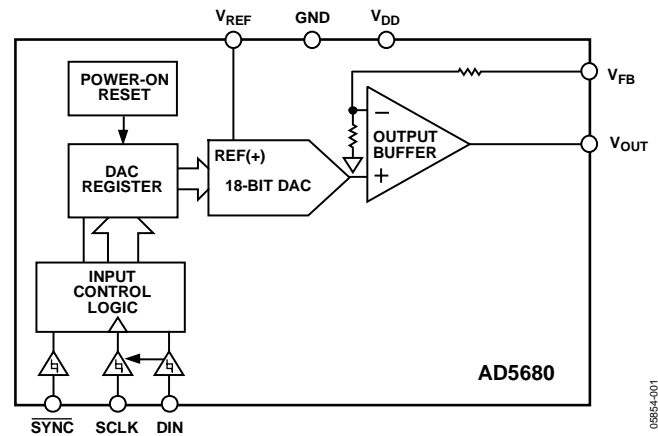 VREF
GND
VDD
POWER-ON
RESET
VFB
DAC
REGISTER
REF(+)
18-BIT DAC
−
OUTPUT
BUFFER
+
VOUT
INPUT
CONTROL
LOGIC
AD5680
SYNC
SCLK
DIN
05854-001